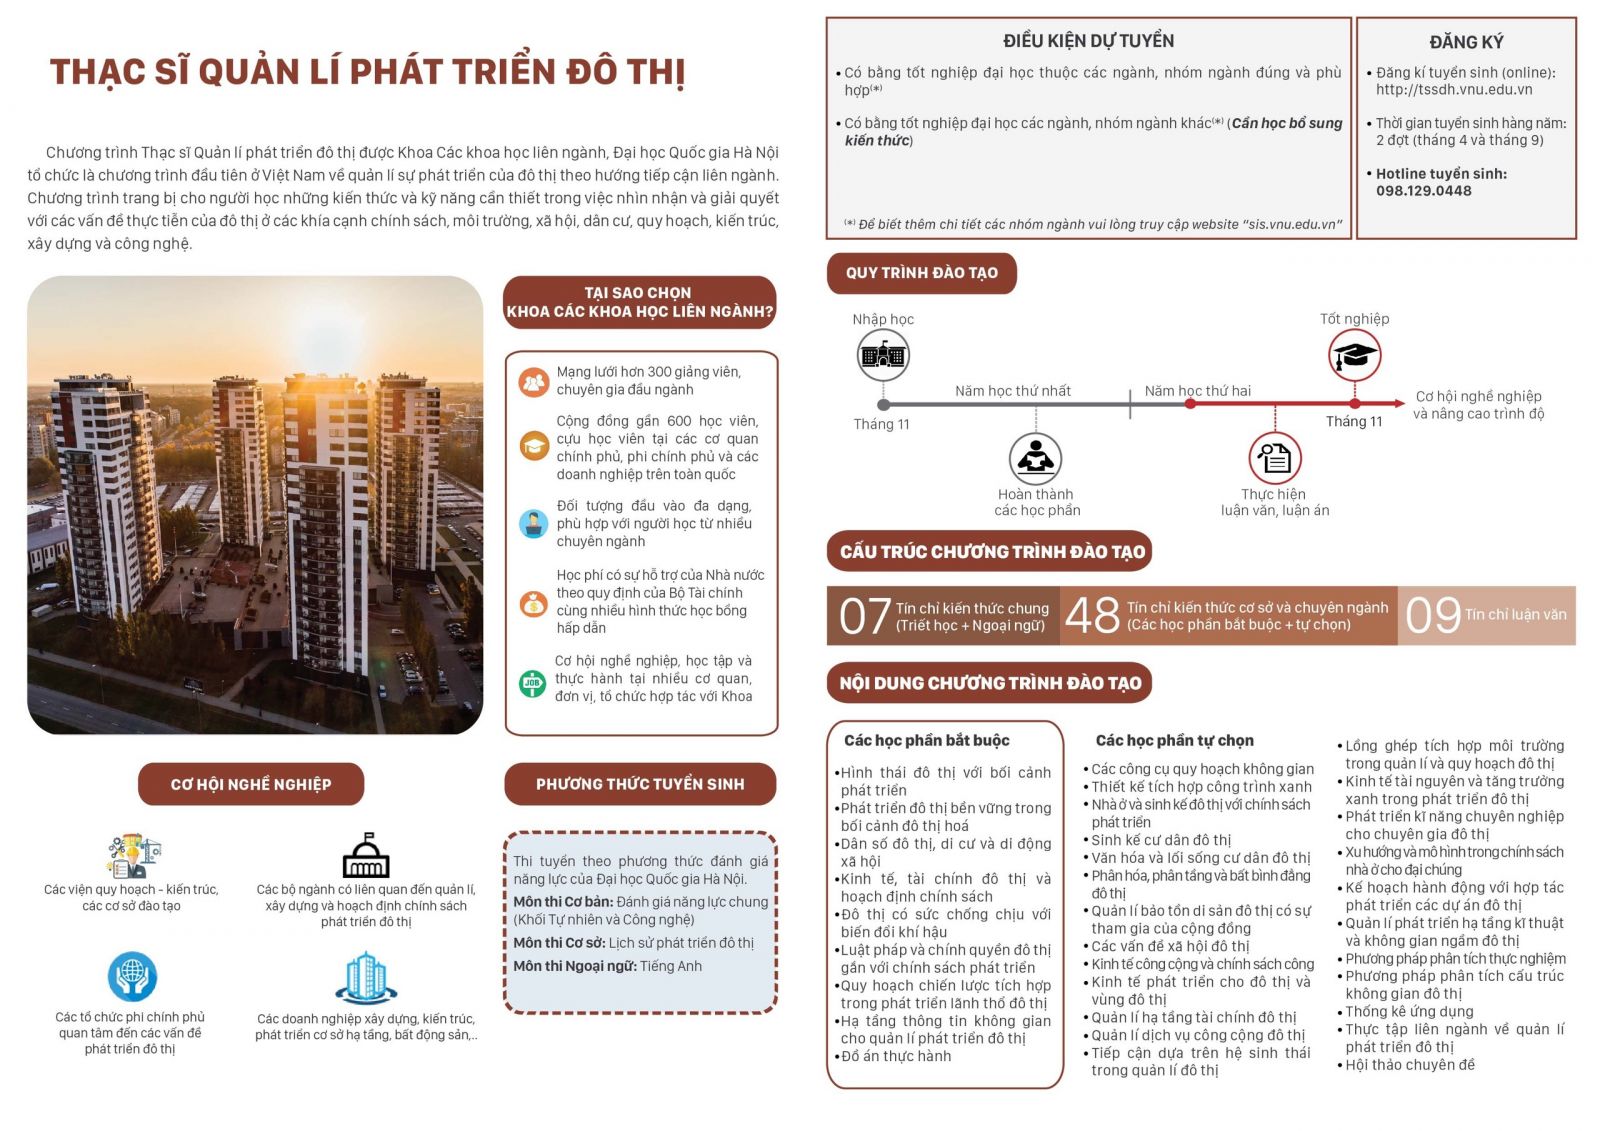 THẠC SĨ QUẢN LÍ PHÁT TRIỂN ĐÔ THỊ
Chương trình Thạc sĩ Quản lí phát triển đô thị được Khoa Các khoa học liên ngành, Đại học Quốc gia Hà Nội
tổ chức là chương trình đầu tiên ở Việt Nam về quản lí sự phát triển của đô thị theo hướng tiếp cận liên ngành.
Chương trình trang bị cho người học những kiến thức và kỹ năng cần thiết trong việc nhìn nhận và giải quyết
với các vấn đề thực tiễn của đô thị ở các khía cạnh chính sách, môi trường, xã hội, dân cư, quy hoạch, kiến trúc,
xây dựng và công nghệ.
TẠI SAO CHỌN
KHOA CÁC KHOA HỌC LIÊN NGÀNH?
Mạng lưới hơn 300 giảng viên,
chuyên gia đầu ngành
Cộng đồng gần 600 học viên,
cựu học viên tại các cơ quan
chính phủ, phi chính phủ và các
doanh nghiệp trên toàn quốc
Đối tượng đầu vào đa dạng,
phù hợp với người học từ nhiều
chuyên ngành
Học phí có sự hỗ trợ của Nhà nước
theo quy định của Bộ Tài chính
cùng nhiều hình thức học bổng
hấp dẫn
JOB
Cơ hội nghề nghiệp, học tập và
thực hành tại nhiều cơ quan,
đơn vị, tổ chức hợp tác với Khoa
CƠ HỘI NGHỀ NGHIỆP
Các viện quy hoạch - kiến trúc,
các cơ sở đào tạo
Các bộ ngành có liên quan đến quản lí,
xây dựng và hoạch định chính sách
phát triển đô thị
Các tổ chức phi chính phủ
quan tâm đến các vấn đề
phát triển đô thị
Các doanh nghiệp xây dựng, kiến trúc,
phát triển cơ sở hạ tầng, bất động sản,..
PHƯƠNG THỨC TUYỂN SINH
Thi tuyển theo phương thức đánh giá
năng lực của Đại học Quốc gia Hà Nội.
Môn thi Cơ bản: Đánh giá năng lực chung
(Khối Tự nhiên và Công nghệ)
Môn thi Cơ sở: Lịch sử phát triển đô thị
Môn thi Ngoại ngữ: Tiếng Anh
ĐIỀU KIỆN DỰ TUYỂN
• Có bằng tốt nghiệp đại học thuộc các ngành, nhóm ngành đúng và phù
hợp(*)
• Có bằng tốt nghiệp đại học các ngành, nhóm ngành khác(*) (Cần học bổ sung
kiến thức)
(*) Để biết thêm chi tiết các nhóm ngành vui lòng truy cập website “sis.vnu.edu.vn”
ĐĂNG KÝ
• Đăng kí tuyển sinh (online):
http://tssdh.vnu.edu.vn
• Thời gian tuyển sinh hàng năm:
2 đợt (tháng 4 và tháng 9)
• Hotline tuyển sinh:
098.129.0448
QUY TRÌNH ĐÀO TẠO
Nhập học
Tháng 11
Năm học thứ nhất
Hoàn thành
các học phần
Năm học thứ hai
Thực hiện
luận văn, luận án
Tốt nghiệp
Tháng 11
Cơ hội nghề nghiệp
và nâng cao trình độ
CẤU TRÚC CHƯƠNG TRÌNH ĐÀO TẠO
07 Tín chỉ kiến thức chung
(Triết học + Ngoại ngữ)
48 Tín chỉ kiến thức cơ sở và chuyên ngành
(Các học phần bắt buộc + tự chọn)
09 Tín chỉ luận văn
NỘI DUNG CHƯƠNG TRÌNH ĐÀO TẠO
Các học phần bắt buộc
•Hình thái đô thị với bối cảnh
phát triển
•Phát triển đô thị bền vững trong
bối cảnh đô thị hoá
•Dân số đô thị, di cư và di động
xã hội
•Kinh tế, tài chính đô thị và
hoạch định chính sách
•Đô thị có sức chống chịu với
biến đổi khí hậu
•Luật pháp và chính quyền đô thị
gắn với chính sách phát triển
•Quy hoạch chiến lược tích hợp
trong phát triển lãnh thổ đô thị
•Hạ tầng thông tin không gian
cho quản lí phát triển đô thị
•Đồ án thực hành
Các học phần tự chọn
• Các công cụ quy hoạch không gian
• Thiết kế tích hợp công trình xanh
• Nhà ở và sinh kế đô thị với chính sách
phát triển
• Sinh kế cư dân đô thị
• Văn hóa và lối sống cư dân đô thị
• Phân hóa, phân tầng và bất bình đẳng
đô thị
• Quản lí bảo tồn di sản đô thị có sự
tham gia của cộng đồng
• Các vấn đề xã hội đô thị
• Kinh tế công cộng và chính sách công
• Kinh tế phát triển cho đô thị và
vùng đô thị
• Quản lí hạ tầng tài chính đô thị
• Quản lí dịch vụ công cộng đô thị
• Tiếp cận dựa trên hệ sinh thái
trong quản lí đô thị
• Lồng ghép tích hợp môi trường
trong quản lí và quy hoạch đô thị
• Kinh tế tài nguyên và tăng trưởng
xanh trong phát triển đô thị
• Phát triển kĩ năng chuyên nghiệp
cho chuyên gia đô thị
• Xu hướng và mô hình trong chính sách
nhà ở cho đại chúng
• Kế hoạch hành động với hợp tác
phát triển các dự án đô thị
• Quản lí phát triển hạ tầng kĩ thuật
và không gian ngầm đô thị
• Phương pháp phân tích thực nghiệm
• Phương pháp phân tích cấu trúc
không gian đô thị
• Thống kê ứng dụng
• Thực tập liên ngành về quản lí
phát triển đô thị
• Hội thảo chuyên đề